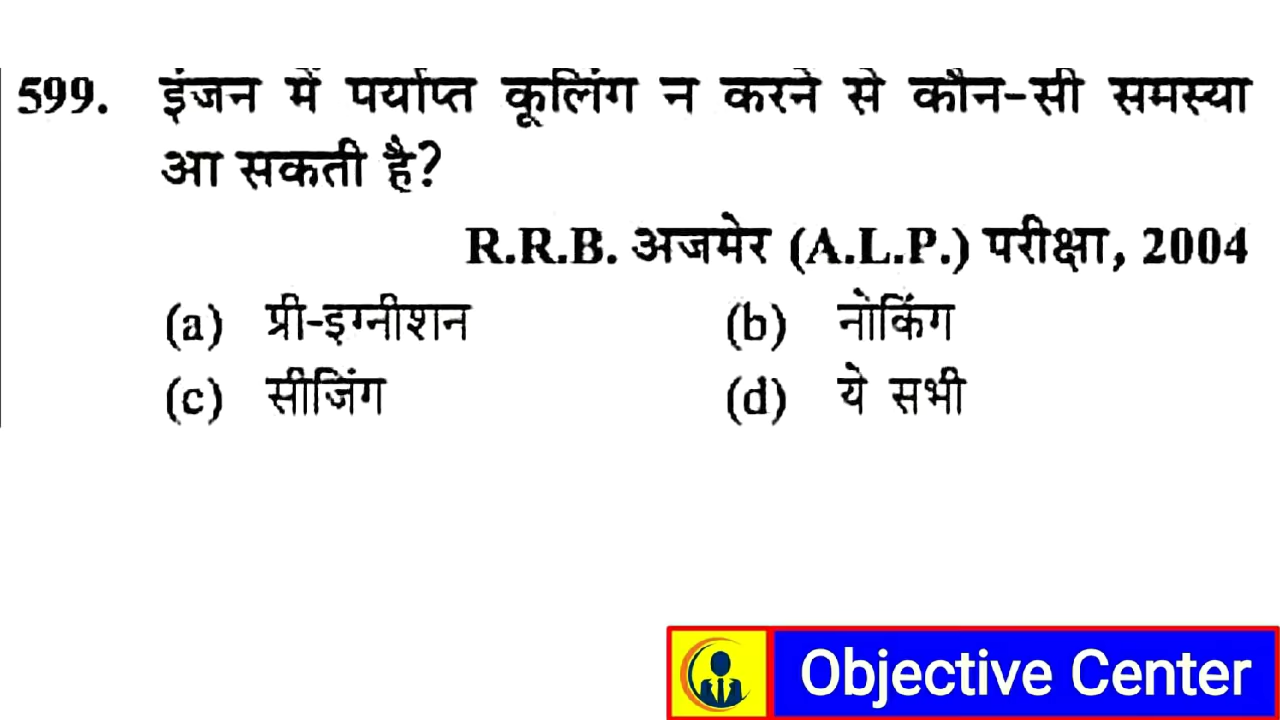 599. इंजन में पर्याप्त कूलिंग न करने से कौन-सी समस्या
आ सकती है?
R.R.B. अजमेर (A.L.P.) परीक्षा, 2004
(a) प्री-इग्नीशन (b) नोकिंग
(c) सीजिंग (d) ये सभी
Objective Center